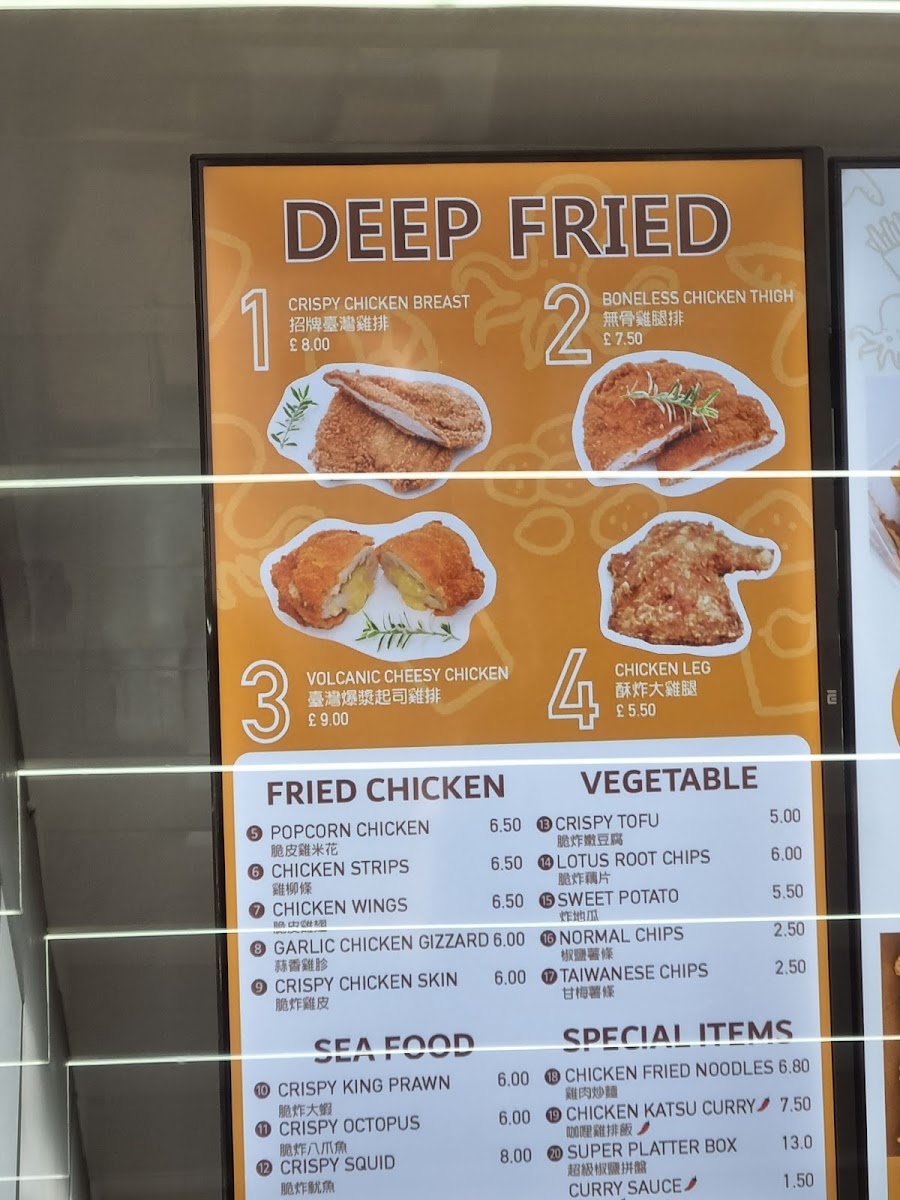 DEEP FRIED
1
CRISPY CHICKEN BREAST
招牌臺灣雞排
£ 8.00
2
BONELESS CHICKEN THIGH
無骨雞腿排
£ 7.50
3
VOLCANIC CHEESY CHICKEN
臺灣爆漿起司雞排
£ 9.00
4
CHICKEN LEG
酥炸大雞腿
£ 5.50
FRIED CHICKEN
5 POPCORN CHICKEN 6.50
脆皮雞米花
6 CHICKEN STRIPS 6.50
雞柳條
7 CHICKEN WINGS 6.50
脆皮雞翅
8 GARLIC CHICKEN GIZZARD 6.00
蒜香雞胗
9 CRISPY CHICKEN SKIN 6.00
脆炸雞皮
SEA FOOD
10 CRISPY KING PRAWN 6.00
脆炸大蝦
11 CRISPY OCTOPUS 6.00
脆炸八爪魚
12 CRISPY SQUID 8.00
脆炸魷魚
VEGETABLE
13 CRISPY TOFU 5.00
脆炸嫩豆腐
14 LOTUS ROOT CHIPS 6.00
脆炸藕片
15 SWEET POTATO 5.50
炸地瓜
16 NORMAL CHIPS 2.50
椒鹽薯條
17 TAIWANESE CHIPS 2.50
甘梅薯條
SPECIAL ITEMS
18 CHICKEN FRIED NOODLES 6.80
雞肉炒麵
19 CHICKEN KATSU CURRY 7.50
咖哩雞排飯
20 SUPER PLATTER BOX 13.0
超級椒鹽拼盤
CURRY SAUCE 1.50